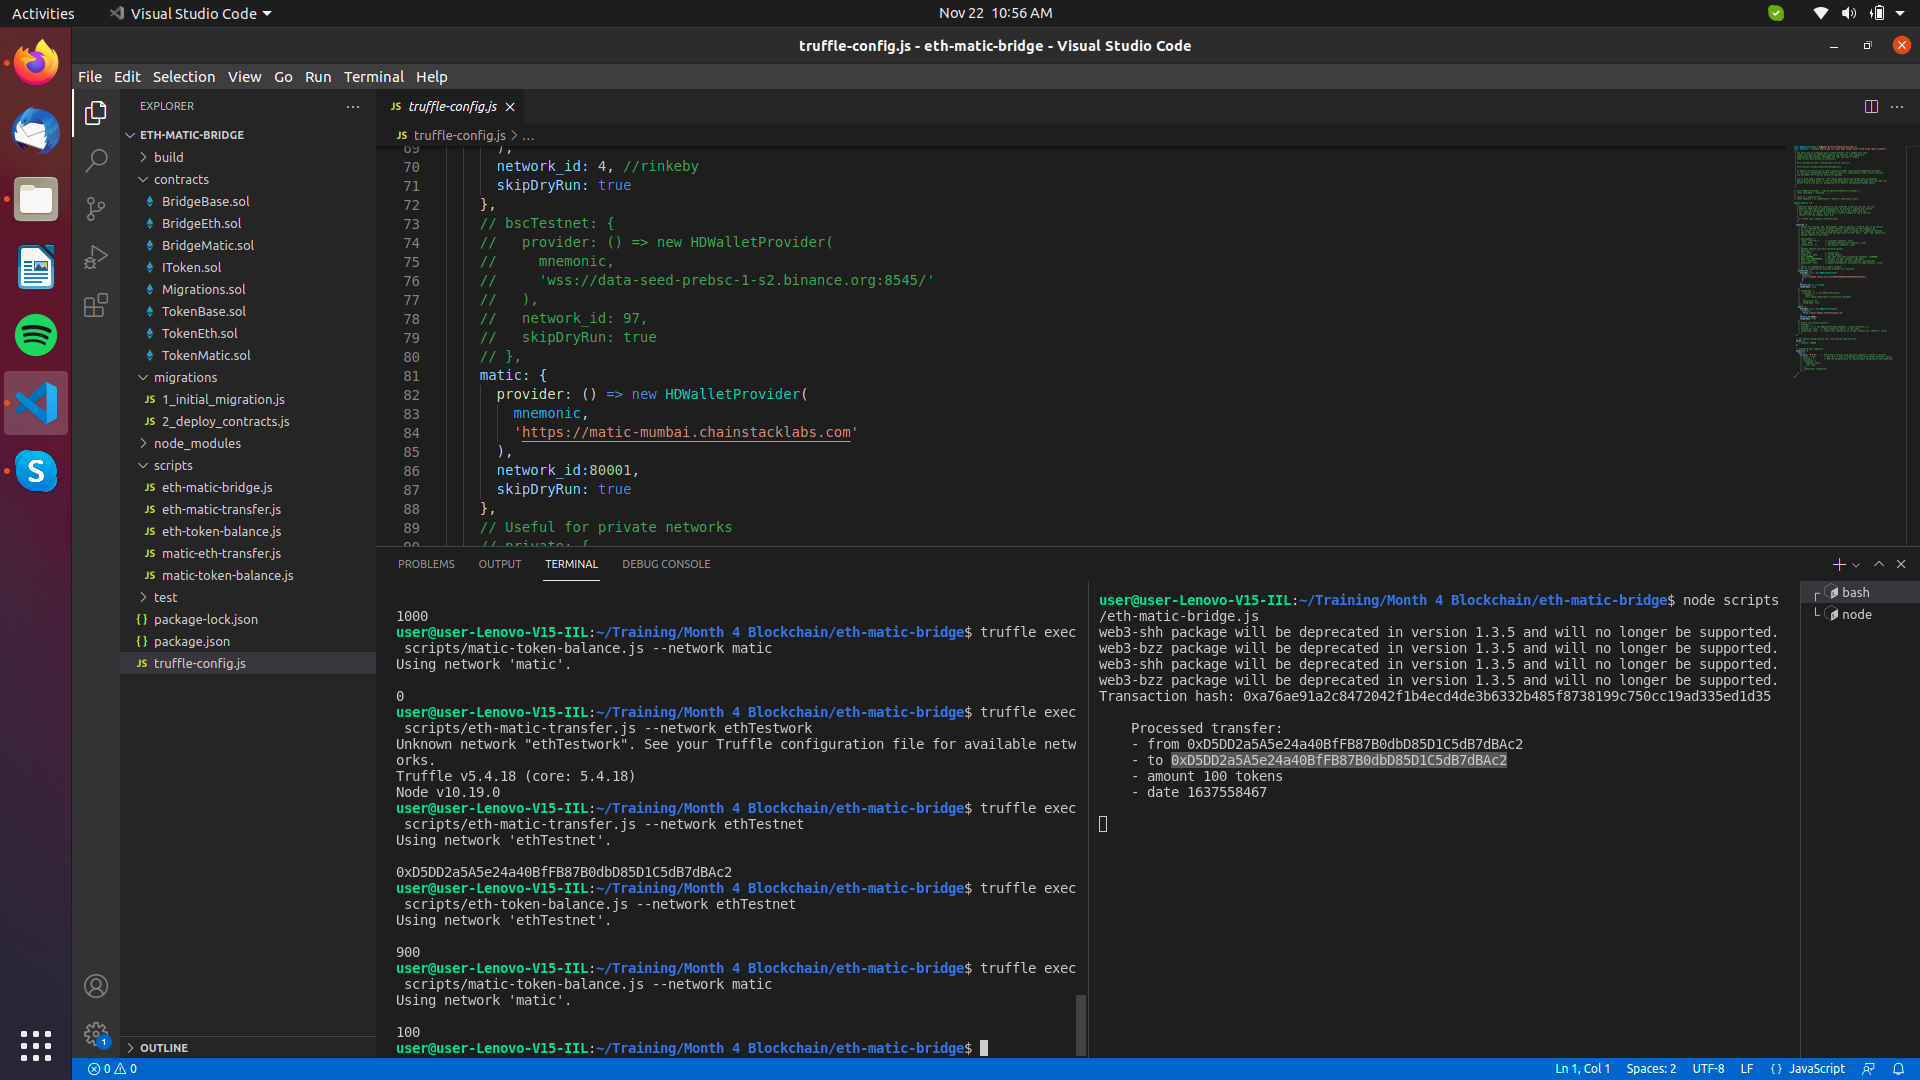 Activities
Visual Studio Code
Nov 22 10:56 AM
truffle-config.js - eth-matic-bridge - Visual Studio Code
File Edit Selection View Go Run Terminal Help
EXPLORER
ETH-MATIC-BRIDGE
build
contracts
BridgeBase.sol
BridgeEth.sol
BridgeMatic.sol
IToken.sol
Migrations.sol
TokenBase.sol
TokenEth.sol
TokenMatic.sol
migrations
JS 1_initial_migration.js
JS 2_deploy_contracts.js
node_modules
scripts
JS eth-matic-bridge.js
JS eth-matic-transfer.js
JS eth-token-balance.js
JS matic-eth-transfer.js
JS matic-token-balance.js
test
{} package-lock.json
{} package.json
JS truffle-config.js
OUTLINE
JS truffle-config.js
JS truffle-config.js > ...
69 ),
70 network_id: 4, //rinkeby
71 skipDryRun: true
72 },
73 // bscTestnet: {
74 // provider: () => new HDWalletProvider(
75 // mnemonic,
76 // 'wss://data-seed-prebsc-1-s2.binance.org:8545/'
77 // ),
78 // network_id: 97,
79 // skipDryRun: true
80 // },
81 matic: {
82 provider: () => new HDWalletProvider(
83 mnemonic,
84 'https://matic-mumbai.chainstacklabs.com'
85 ),
86 network_id:80001,
87 skipDryRun: true
88 },
89 // Useful for private networks
90 // private: {
PROBLEMS OUTPUT TERMINAL DEBUG CONSOLE
1000
user@user-Lenovo-V15-IIL:~/Training/Month 4 Blockchain/eth-matic-bridge$ truffle exec
scripts/matic-token-balance.js --network matic
Using network 'matic'.
0
user@user-Lenovo-V15-IIL:~/Training/Month 4 Blockchain/eth-matic-bridge$ truffle exec
scripts/eth-matic-transfer.js --network ethTestwork
Unknown network "ethTestwork". See your Truffle configuration file for available netw
orks.
Truffle v5.4.18 (core: 5.4.18)
Node v10.19.0
user@user-Lenovo-V15-IIL:~/Training/Month 4 Blockchain/eth-matic-bridge$ truffle exec
scripts/eth-matic-transfer.js --network ethTestnet
Using network 'ethTestnet'.
0xD5DD2a5A5e24a40BfFB87B0dbD85D1C5dB7dBAc2
user@user-Lenovo-V15-IIL:~/Training/Month 4 Blockchain/eth-matic-bridge$ truffle exec
scripts/eth-token-balance.js --network ethTestnet
Using network 'ethTestnet'.
900
user@user-Lenovo-V15-IIL:~/Training/Month 4 Blockchain/eth-matic-bridge$ truffle exec
scripts/matic-token-balance.js --network matic
Using network 'matic'.
100
user@user-Lenovo-V15-IIL:~/Training/Month 4 Blockchain/eth-matic-bridge$
user@user-Lenovo-V15-IIL:~/Training/Month 4 Blockchain/eth-matic-bridge$ node scripts
/eth-matic-bridge.js
web3-shh package will be deprecated in version 1.3.5 and will no longer be supported.
web3-bzz package will be deprecated in version 1.3.5 and will no longer be supported.
web3-shh package will be deprecated in version 1.3.5 and will no longer be supported.
web3-bzz package will be deprecated in version 1.3.5 and will no longer be supported.
Transaction hash: 0xa76ae91a2c8472042f1b4ecd4de3b6332b485f8738199c750cc19ad335ed1d35
Processed transfer:
- from 0xD5DD2a5A5e24a40BfFB87B0dbD85D1C5dB7dBAc2
- to 0xD5DD2a5A5e24a40BfFB87B0dbD85D1C5dB7dBAc2
- amount 100 tokens
- date 1637558467
bash
node
1
0 0
Ln 1, Col 1 Spaces: 2 UTF-8 LF {} JavaScript